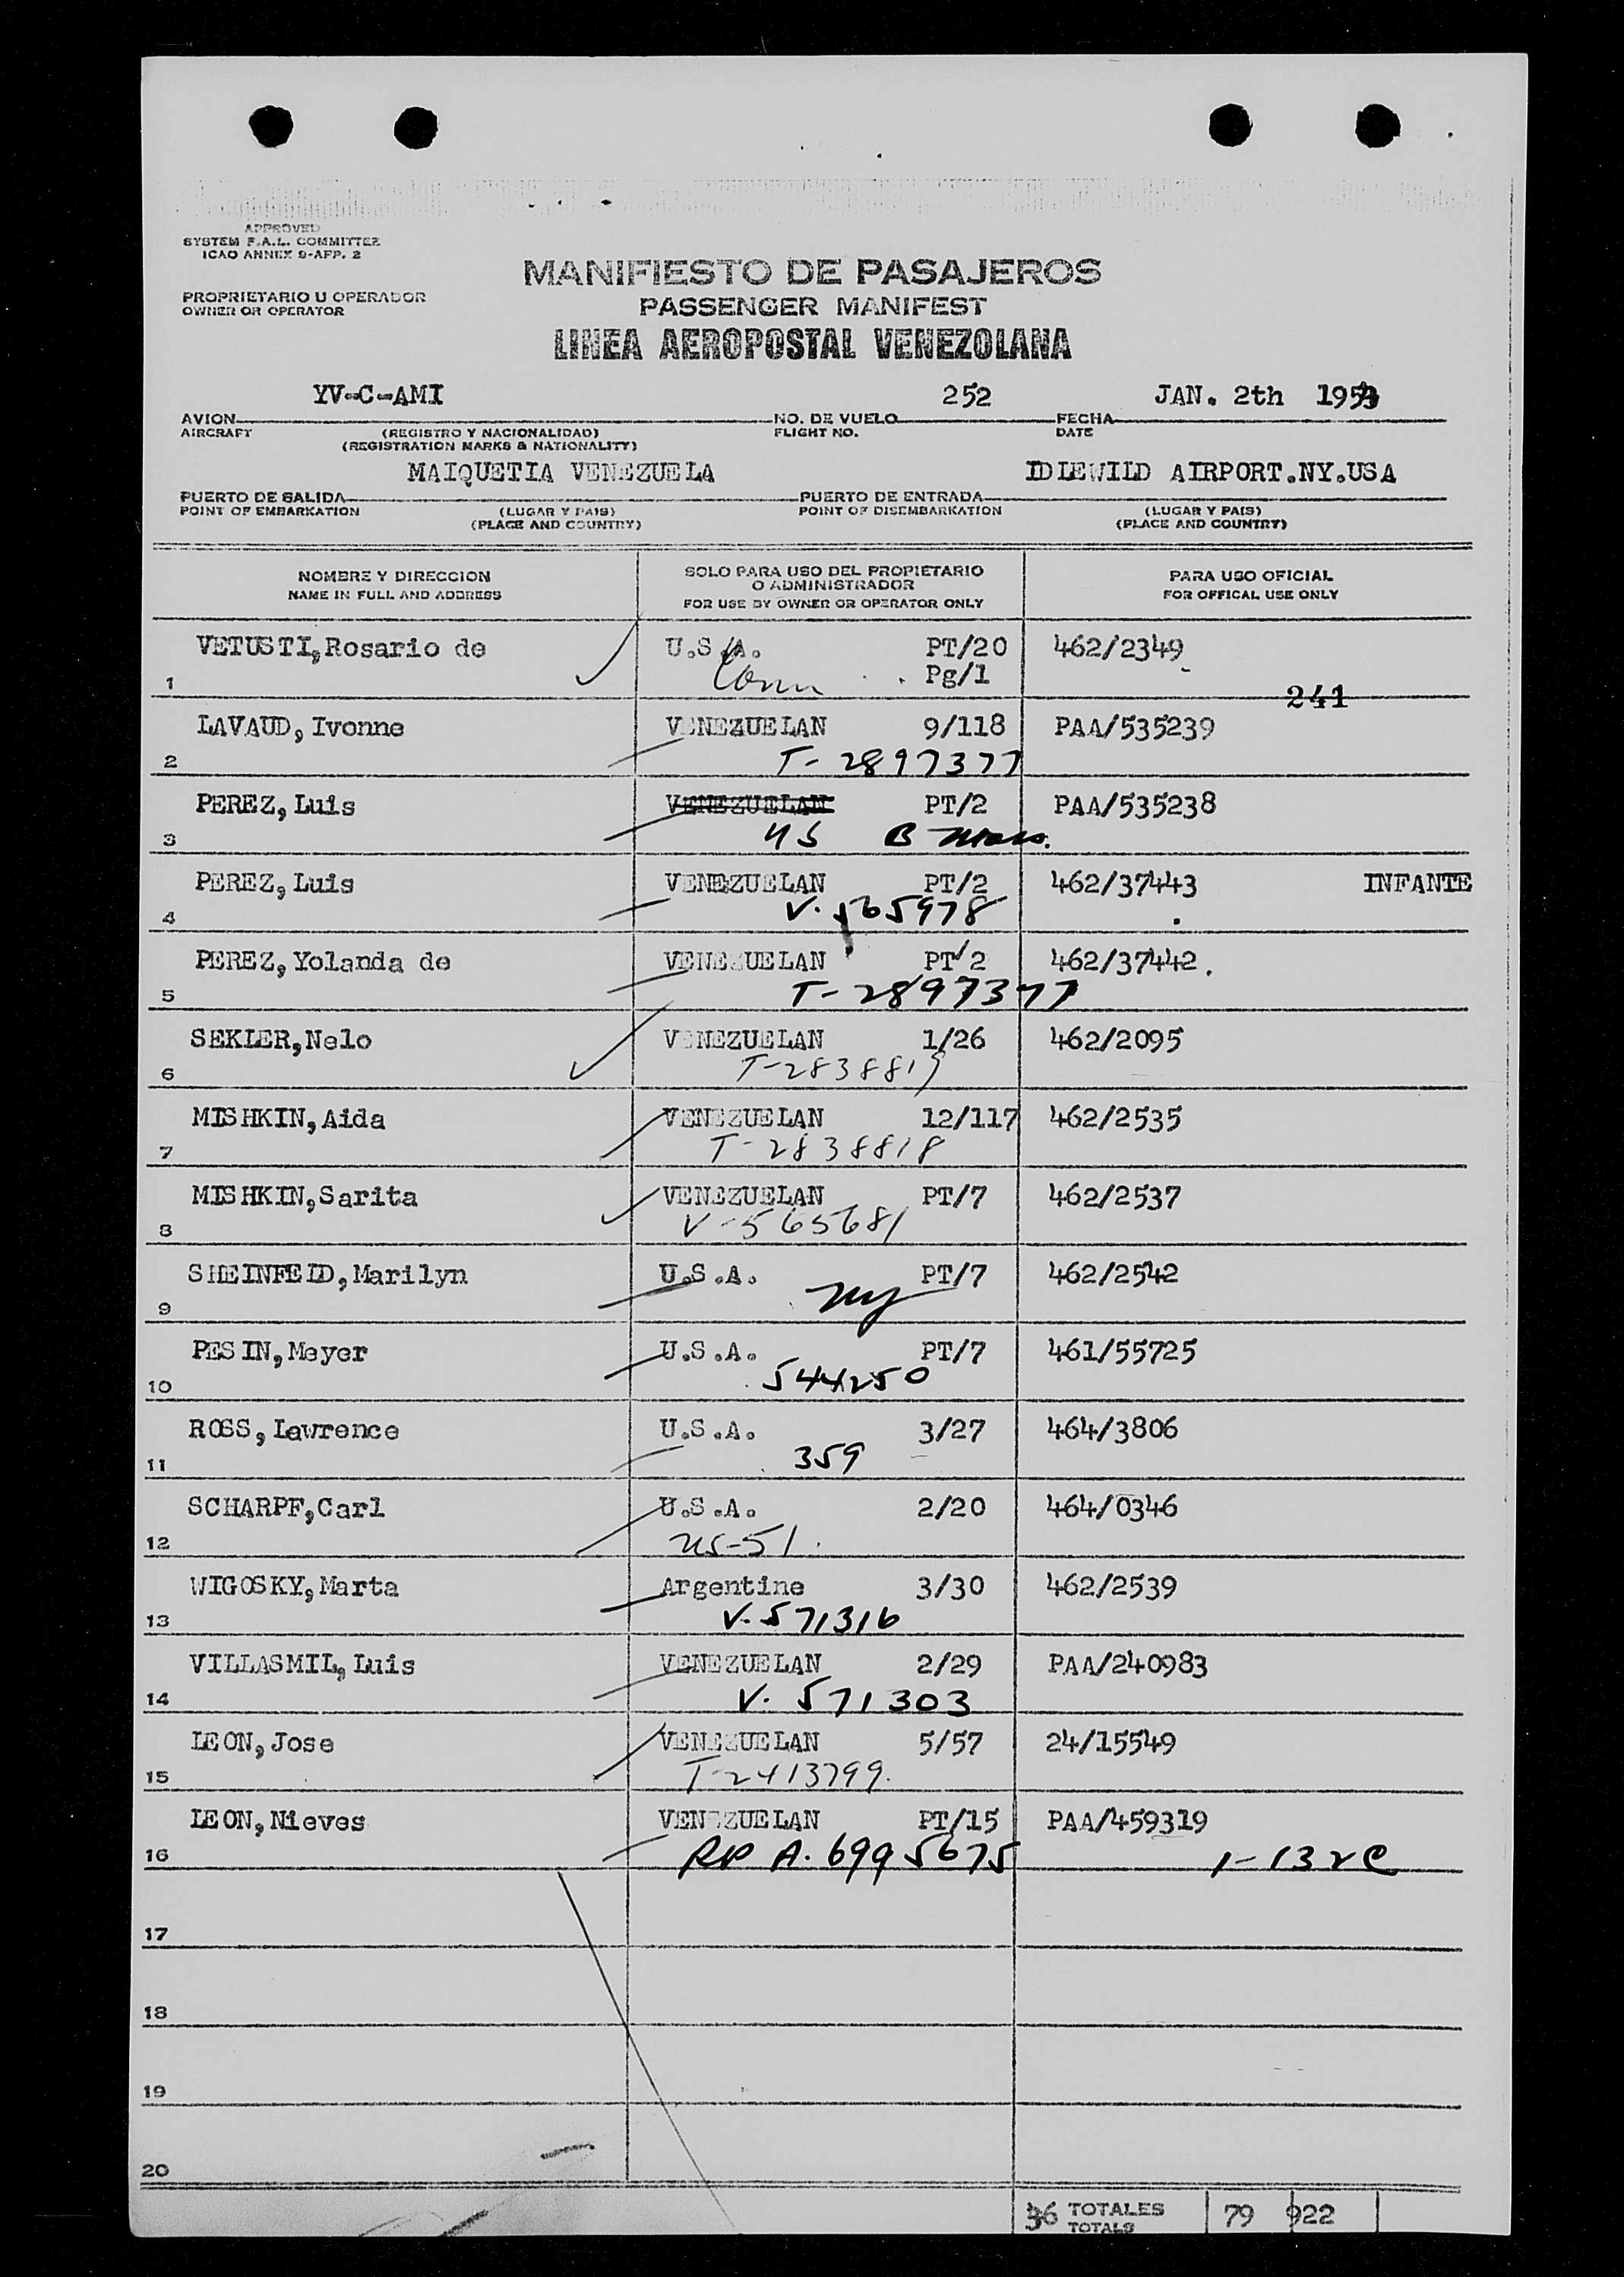 APPROVED
SYSTEM F.A.L. COMMITTEE
ICAO ANNEX 9-APP. 2
MANIFIESTO DE PASAJEROS
PROPRIETARIO U OPERADOR
OWNER OR OPERATOR
PASSENGER MANIFEST
LINEA AEROPOSTAL VENEZOLANA
YV-C-AMI 252 JAN. 2th 1953
AVION NO. DE VUELO FECHA
AIRCRAFT (REGISTRO Y NACIONALIDAD) FLIGHT NO. DATE
(REGISTRATION MARKS & NATIONALITY)
MAIQUETIA VENEZUELA IDLEWILD AIRPORT.NY.USA
PUERTO DE SALIDA PUERTO DE ENTRADA
POINT OF EMBARKATION (LUGAR Y PAIS) POINT OF DISEMBARKATION (LUGAR Y PAIS)
(PLACE AND COUNTRY) (PLACE AND COUNTRY)
NOMBRE Y DIRECCION SOLO PARA USO DEL PROPIETARIO PARA USO OFICIAL
O ADMINISTRADOR
NAME IN FULL AND ADDRESS FOR USE BY OWNER OR OPERATOR ONLY FOR OFFICAL USE ONLY
VETUSTI,Rosario de U.S.A. PT/20 462/2349
1 Conn Pg/1
241
LAVAUD, Ivonne VENEZUELAN 9/118 PAA/535239
2 T-2897377
PEREZ, Luis VENEZUELAN PT/2 PAA/535238
3 US B Mass.
PEREZ, Luis VENEZUELAN PT/2 462/37443 INFANTE
4 V.565978
PEREZ, Yolanda de VENEZUELAN PT/2 462/37442.
5 T-2897377
SEKLER,Nelo VENEZUELAN 1/26 462/2095
6 T-2838819
MISHKIN,Aida VENEZUELAN 12/117 462/2535
7 T-2838818
MISHKIN,Sarita VENEZUELAN PT/7 462/2537
8 V-565681
SHEINFELD,Marilyn U.S.A. PT/7 462/2542
9 NY
PESIN,Meyer U.S.A. PT/7 461/55725
10 544250
ROSS, Lawrence U.S.A. 3/27 464/3806
11 359
SCHARPF,Carl U.S.A. 2/20 464/0346
12 US-51.
WIGOSKY,Marta Argentine 3/30 462/2539
13 V.571316
VILLASMIL, Luis VENEZUELAN 2/29 PAA/240983
14 V. 571303
LEON,Jose VENEZUELAN 5/57 24/15549
15 T-2413799.
LEON,Nieves VENEZUELAN PT/15 PAA/459319
16 RP A.6995675 1-132C
17
18
19
20
36 TOTALES 79 922
TOTALS